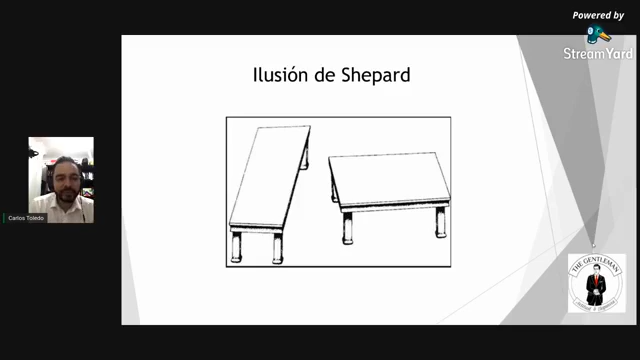 Powered by
StreamYard
Ilusión de Shepard
Carlos Toledo
THE GENTLEMAN